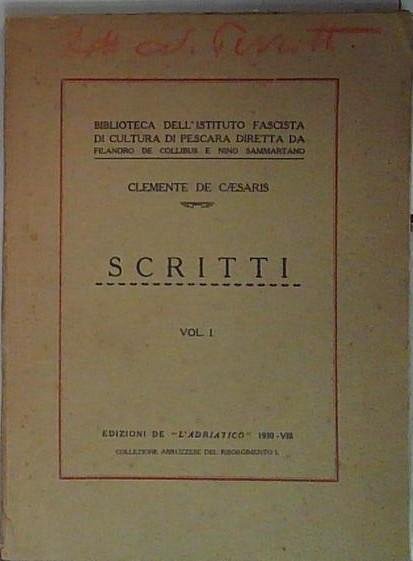 BIBLIOTECA DELL'ISTITUTO FASCISTA
DI CULTURA DI PESCARA DIRETTA DA
FILANDRO DE COLLIBUS E NINO SAMMARTANO
CLEMENTE DE CÆSARIS
SCRITTI
VOL. I
EDIZIONI DE "L'ADRIATICO" 1930-VIII
COLLEZIONE ABRUZZESE DEL RISORGIMENTO I.